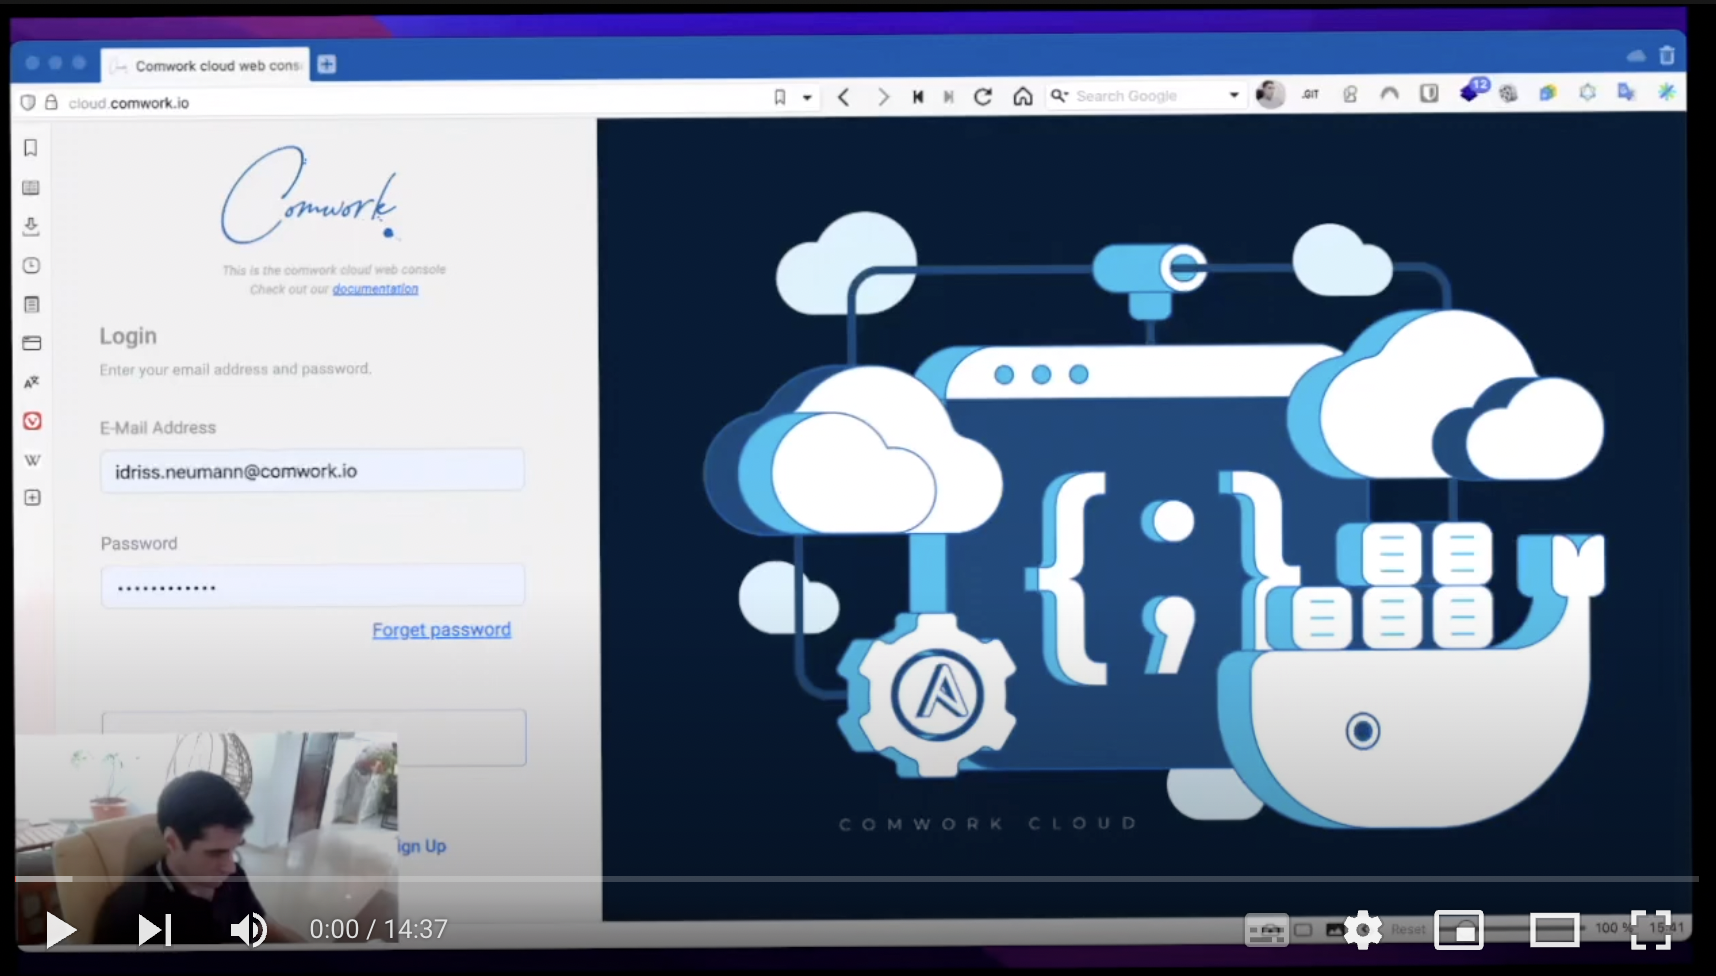 Comwork cloud web cons
cloud.comwork.io
Search Google
.GIT
12
Comwork.
This is the comwork cloud web console
Check out our documentation
Login
Enter your email address and password.
E-Mail Address
idriss.neumann@comwork.io
Password
••••••••••••
Forget password
ign Up
{ ; }
COMWORK CLOUD
0:00 / 14:37
Reset
100 %
15:41